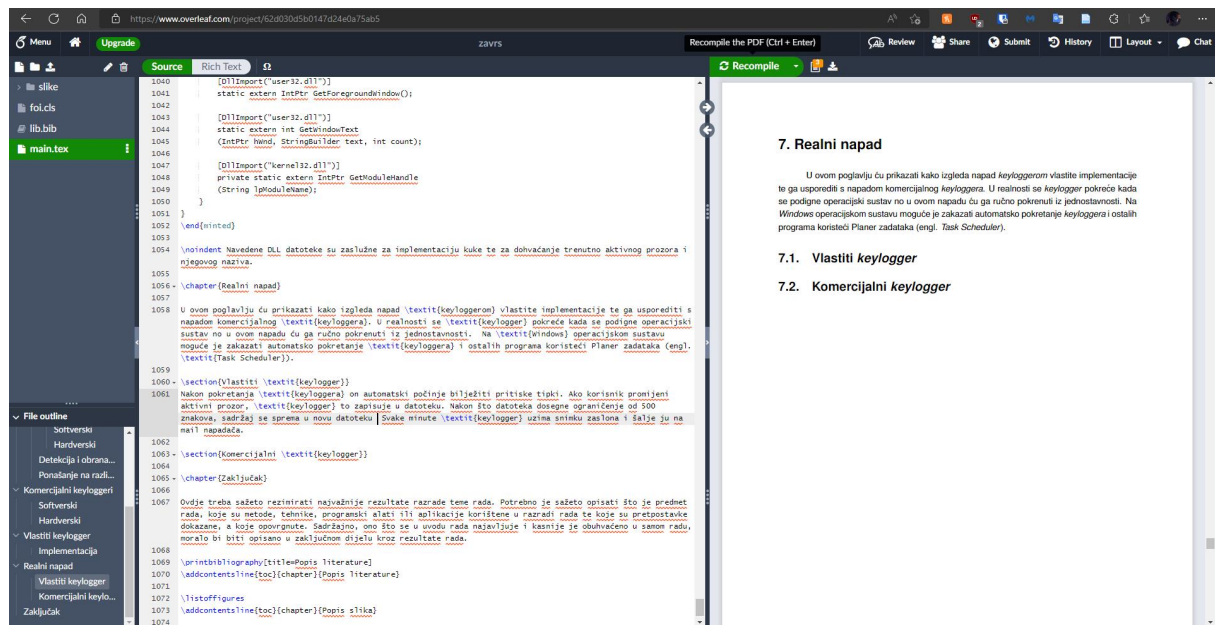 https://www.overleaf.com/project/62d030d5b0147d24e0a75ab5
Menu
Upgrade
zavrs
Recompile the PDF (Ctrl + Enter)
Review
Share
Submit
History
Layout
Chat
Source
Rich Text
Ω
Recompile
slike
foi.cls
lib.bib
main.tex
File outline
Softverski
Hardverski
Detekcija i obrana...
Ponašanje na razli...
Komercijalni keyloggeri
Softverski
Hardverski
Vlastiti keylogger
Implementacija
Realni napad
Vlastiti keylogger
Komercijalni keylo...
Zaključak
1040 [DllImport("user32.dll")]
1041 static extern IntPtr GetForegroundWindow();
1042
1043 [DllImport("user32.dll")]
1044 static extern int GetWindowText
1045 (IntPtr hWnd, StringBuilder text, int count);
1046
1047 [DllImport("kernel32.dll")]
1048 private static extern IntPtr GetModuleHandle
1049 (String lpModuleName);
1050 }
1051 }
1052 \end{minted}
1053
1054 \noindent Navedene DLL datoteke su zaslužne za implementaciju kuke te za dohvaćanje trenutno aktivnog prozora i
njegovog naziva.
1055
1056 \chapter{Realni napad}
1057
1058 U ovom poglavlju ću prikazati kako izgleda napad \textit{keyloggerom} vlastite implementacije te ga usporediti s
napadom komercijalnog \textit{keyloggera}. U realnosti se \textit{keylogger} pokreće kada se podigne operacijski
sustav no u ovom napadu ću ga ručno pokrenuti iz jednostavnosti. Na \textit{Windows} operacijskom sustavu
moguće je zakazati automatsko pokretanje \textit{keyloggera} i ostalih programa koristeći Planer zadataka (engl.
\textit{Task Scheduler}).
1059
1060 \section{Vlastiti \textit{keylogger}}
1061 Nakon pokretanja \textit{keyloggera} on automatski počinje bilježiti pritiske tipki. Ako korisnik promijeni
aktivni prozor, \textit{keylogger} to zapisuje u datoteku. Nakon što datoteka dosegne ograničenje od 500
znakova, sadržaj se sprema u novu datoteku Svake minute \textit{keylogger} uzima snimku zaslona i šalje ju na
mail napadača.
1062
1063 \section{Komercijalni \textit{keylogger}}
1064
1065 \chapter{Zaključak}
1066
1067 Ovdje treba sažeto rezimirati najvažnije rezultate razrade teme rada. Potrebno je sažeto opisati što je predmet
rada, koje su metode, tehnike, programski alati ili aplikacije korištene u razradi rada te koje su pretpostavke
dokazane, a koje opovrgnute. Sadržajno, ono što se u uvodu rada najavljuje i kasnije je obuhvaćeno u samom radu,
moralo bi biti opisano u zaključnom dijelu kroz rezultate rada.
1068
1069 \printbibliography[title=Popis literature]
1070 \addcontentsline{toc}{chapter}{Popis literature}
1071
1072 \listoffigures
1073 \addcontentsline{toc}{chapter}{Popis slika}
1074
7. Realni napad
U ovom poglavlju ću prikazati kako izgleda napad keyloggerom vlastite implementacije
te ga usporediti s napadom komercijalnog keyloggera. U realnosti se keylogger pokreće kada
se podigne operacijski sustav no u ovom napadu ću ga ručno pokrenuti iz jednostavnosti. Na
Windows operacijskom sustavu moguće je zakazati automatsko pokretanje keyloggera i ostalih
programa koristeći Planer zadataka (engl. Task Scheduler).
7.1. Vlastiti keylogger
7.2. Komercijalni keylogger